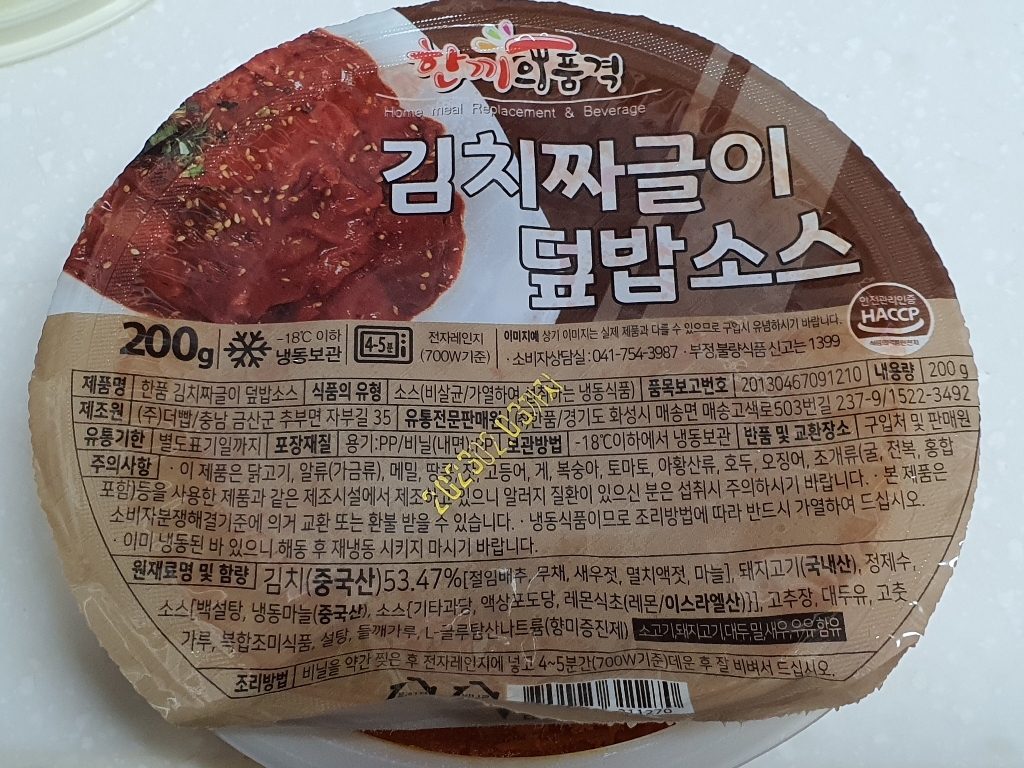 한끼의품격
Home meal Replacement & Beverage
김치짜글이
덮밥소스
200g
-18℃ 이하
냉동보관
4-5분
전자레인지
(700W기준)
이미지예 상기 이미지는 실제 제품과 다를 수 있으므로 구입시 유념하시기 바랍니다.
·소비자상담실:041-754-3987 ·부정,불량식품 신고는 1399
안전관리인증
HACCP
제품명 한품 김치짜글이 덮밥소스 식품의 유형 소스(비살균/가열하여 냉동식품) 품목보고번호 20130467091210 내용량 200 g
제조원 (주)더빱/충남 금산군 추부면 자부길 35 유통전문판매원 경기도 화성시 매송면 매송고색로503번길 237-9/1522-3492
유통기한 별도표기일까지 포장재질 용기:PP/비닐(내면) 보관방법 -18℃이하에서 냉동보관 반품 및 교환장소 구입처 및 판매원
2023.02.03까지
주의사항 · 이 제품은 닭고기, 알류(가금류), 메밀, 고등어, 게, 복숭아, 토마토, 아황산류, 호두, 오징어, 조개류(굴, 전복, 홍합
포함)등을 사용한 제품과 같은 제조시설에서 있으니 알러지 질환이 있으신 분은 섭취시 주의하시기 바랍니다. · 본 제품은
소비자분쟁해결기준에 의거 교환 또는 환불 받을 수 있습니다. · 냉동식품이므로 조리방법에 따라 반드시 가열하여 드십시오.
· 이미 냉동된 바 있으니 해동 후 재냉동 시키지 마시기 바랍니다.
원재료명 및 함량 김치(중국산)53.47%[절임배추, 무채, 새우젓, 멸치액젓, 마늘], 돼지고기(국내산), 정제수,
소스[백설탕, 냉동마늘(중국산), 소스{기타과당, 액상포도당, 레몬식초(레몬/이스라엘산)}], 고추장, 대두유, 고춧
가루, 복합조미식품, 설탕, 들깨가루, L-글루탐산나트륨(향미증진제) 소고기,돼지고기,대두,밀,새우,우유 함유
조리방법 비닐을 약간 찢은 후 전자레인지에 넣고 4~5분간(700W기준)데운 후 잘 비벼서 드십시오.